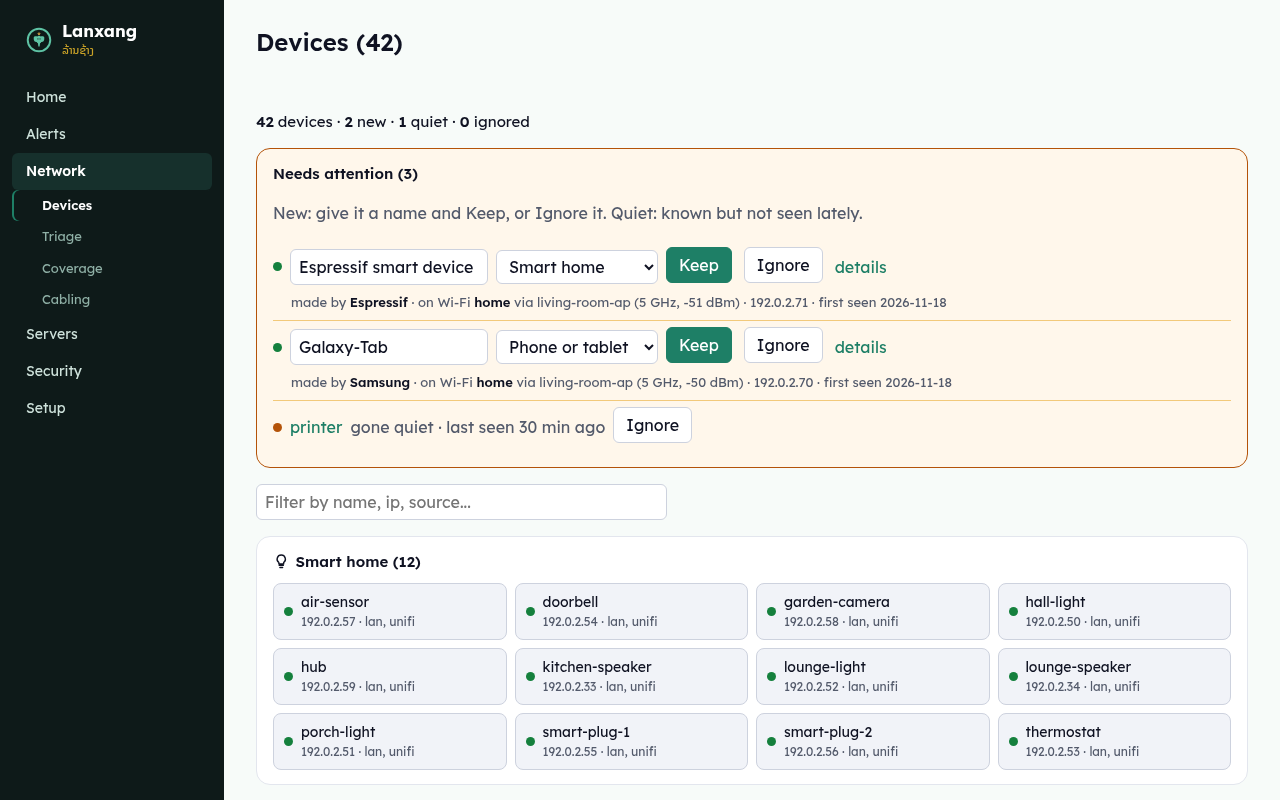 Lanxang
ລ້ານຊ້າງ
Home
Alerts
Network
Devices
Triage
Coverage
Cabling
Servers
Security
Setup
Devices (42)
42 devices · 2 new · 1 quiet · 0 ignored
Needs attention (3)
New: give it a name and Keep, or Ignore it. Quiet: known but not seen lately.
Espressif smart device Smart home Keep Ignore details
made by Espressif · on Wi-Fi home via living-room-ap (5 GHz, -51 dBm) · 192.0.2.71 · first seen 2026-11-18
Galaxy-Tab Phone or tablet Keep Ignore details
made by Samsung · on Wi-Fi home via living-room-ap (5 GHz, -50 dBm) · 192.0.2.70 · first seen 2026-11-18
printer gone quiet · last seen 30 min ago Ignore
Filter by name, ip, source...
Smart home (12)
air-sensor doorbell garden-camera hall-light
192.0.2.57 · lan, unifi 192.0.2.54 · lan, unifi 192.0.2.58 · lan, unifi 192.0.2.50 · lan, unifi
hub kitchen-speaker lounge-light lounge-speaker
192.0.2.59 · lan, unifi 192.0.2.33 · lan, unifi 192.0.2.52 · lan, unifi 192.0.2.34 · lan, unifi
porch-light smart-plug-1 smart-plug-2 thermostat
192.0.2.51 · lan, unifi 192.0.2.55 · lan, unifi 192.0.2.56 · lan, unifi 192.0.2.53 · lan, unifi